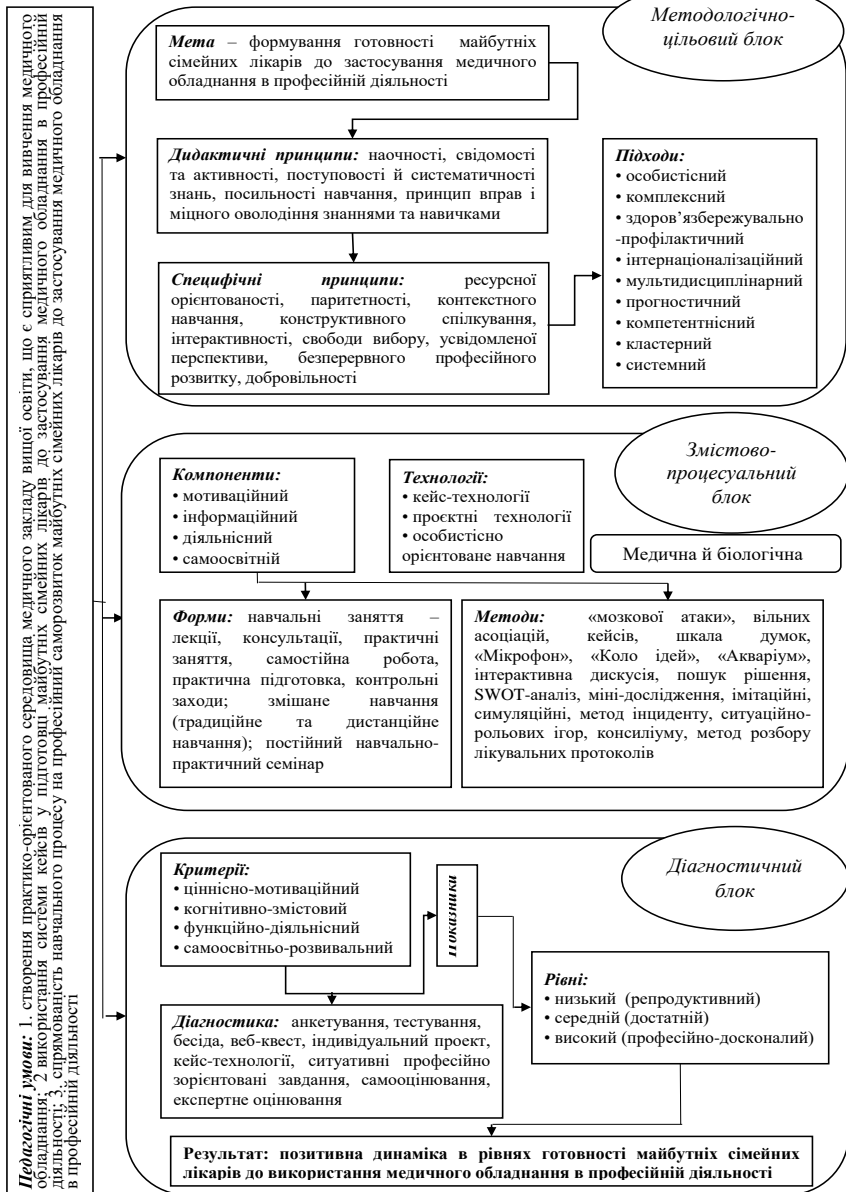 Педагогічні умови: 1. створення практико-орієнтованого середовища медичного закладу вищої освіти, що є сприятливим для вивчення медичного
обладнання; 2 використання системи кейсів у підготовці майбутніх сімейних лікарів до застосування медичного обладнання в професійній
діяльності; 3. спрямованість навчального процесу на професійний саморозвиток майбутніх сімейних лікарів до застосування медичного обладнання
в професійній діяльності
Методологічно-
цільовий блок
Мета – формування готовності майбутніх
сімейних лікарів до застосування медичного
обладнання в професійній діяльності
Дидактичні принципи: наочності, свідомості
та активності, поступовості й систематичності
знань, посильності навчання, принцип вправ і
міцного оволодіння знаннями та навичками
Підходи:
• особистісний
• комплексний
• здоров’язбережувально
-профілактичний
• інтернаціоналізаційний
• мультидисциплінарний
• прогностичний
• компетентнісний
• кластерний
• системний
Специфічні принципи: ресурсної
орієнтованості, паритетності, контекстного
навчання, конструктивного спілкування,
інтерактивності, свободи вибору, усвідомленої
перспективи, безперервного професійного
розвитку, добровільності
Змістово-
процесуальний
блок
Компоненти:
• мотиваційний
• інформаційний
• діяльнісний
• самоосвітній
Технології:
• кейс-технології
• проєктні технології
• особистісно
орієнтоване навчання
Медична й біологічна
Форми: навчальні заняття –
лекції, консультації, практичні
заняття, самостійна робота,
практична підготовка, контрольні
заходи; змішане навчання
(традиційне та дистанційне
навчання); постійний навчально-
практичний семінар
Методи: «мозкової атаки», вільних
асоціацій, кейсів, шкала думок,
«Мікрофон», «Коло ідей», «Акваріум»,
інтерактивна дискусія, пошук рішення,
SWOT-аналіз, міні-дослідження, імітаційні,
симуляційні, метод інциденту, ситуаційно-
рольових ігор, консиліуму, метод розбору
лікувальних протоколів
Діагностичний
блок
Критерії:
• ціннісно-мотиваційний
• когнітивно-змістовий
• функційно-діяльнісний
• самоосвітньо-розвивальний
Показники
Рівні:
• низький (репродуктивний)
• середній (достатній)
• високий (професійно-досконалий)
Діагностика: анкетування, тестування,
бесіда, веб-квест, індивідуальний проект,
кейс-технології, ситуативні професійно
зорієнтовані завдання, самооцінювання,
експертне оцінювання
Результат: позитивна динаміка в рівнях готовності майбутніх сімейних
лікарів до використання медичного обладнання в професійній діяльності